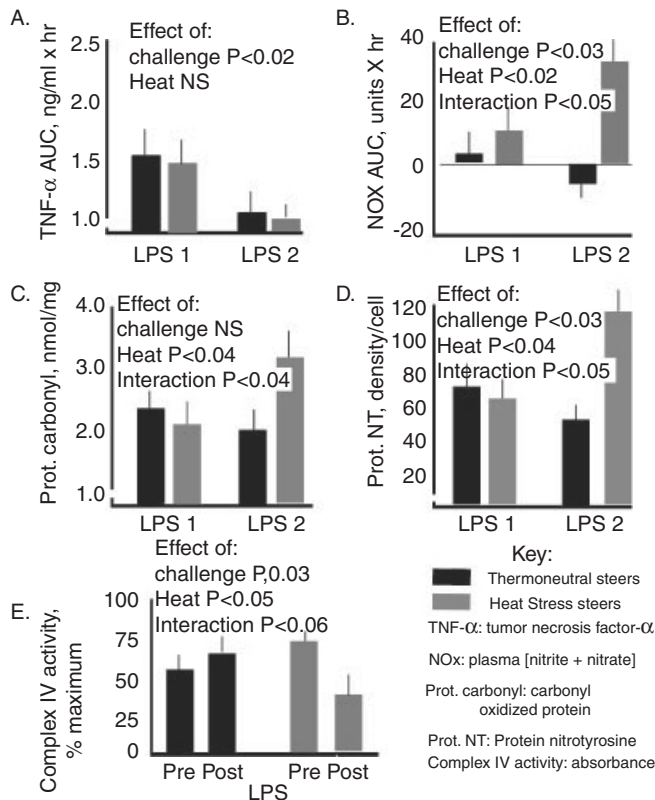 A.
Effect of:
challenge P<0.02
Heat NS
TNF-α AUC, ng/ml x hr
2.5
2.0
1.5
1.0
LPS 1 LPS 2
B.
Effect of:
challenge P<0.03
Heat P<0.02
Interaction P<0.05
NOX AUC, units X hr
40
20
0
-20
LPS 1 LPS 2
C.
Effect of:
challenge NS
Heat P<0.04
Interaction P<0.04
Prot. carbonyl, nmol/mg
4.0
3.0
2.0
1.0
LPS 1 LPS 2
D.
Effect of:
challenge P<0.03
Heat P<0.04
Interaction P<0.05
Prot. NT, density/cell
120
100
80
60
40
20
LPS 1 LPS 2
E.
Effect of:
challenge P,0.03
Heat P<0.05
Interaction P<0.06
Complex IV activity,
% maximum
100
75
50
25
0
Pre Post Pre Post
LPS
Key:
Thermoneutral steers
Heat Stress steers
TNF-α: tumor necrosis factor-α
NOx: plasma [nitrite + nitrate]
Prot. carbonyl: carbonyl
oxidized protein
Prot. NT: Protein nitrotyrosine
Complex IV activity: absorbance